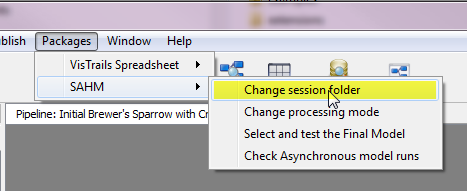 blish Packages Window Help
VisTrails Spreadsheet
SAHM
Change session folder
Pipeline: Initial Brewer's Sparrow with Cr
Change processing mode
Select and test the Final Model
Check Asynchronous model runs